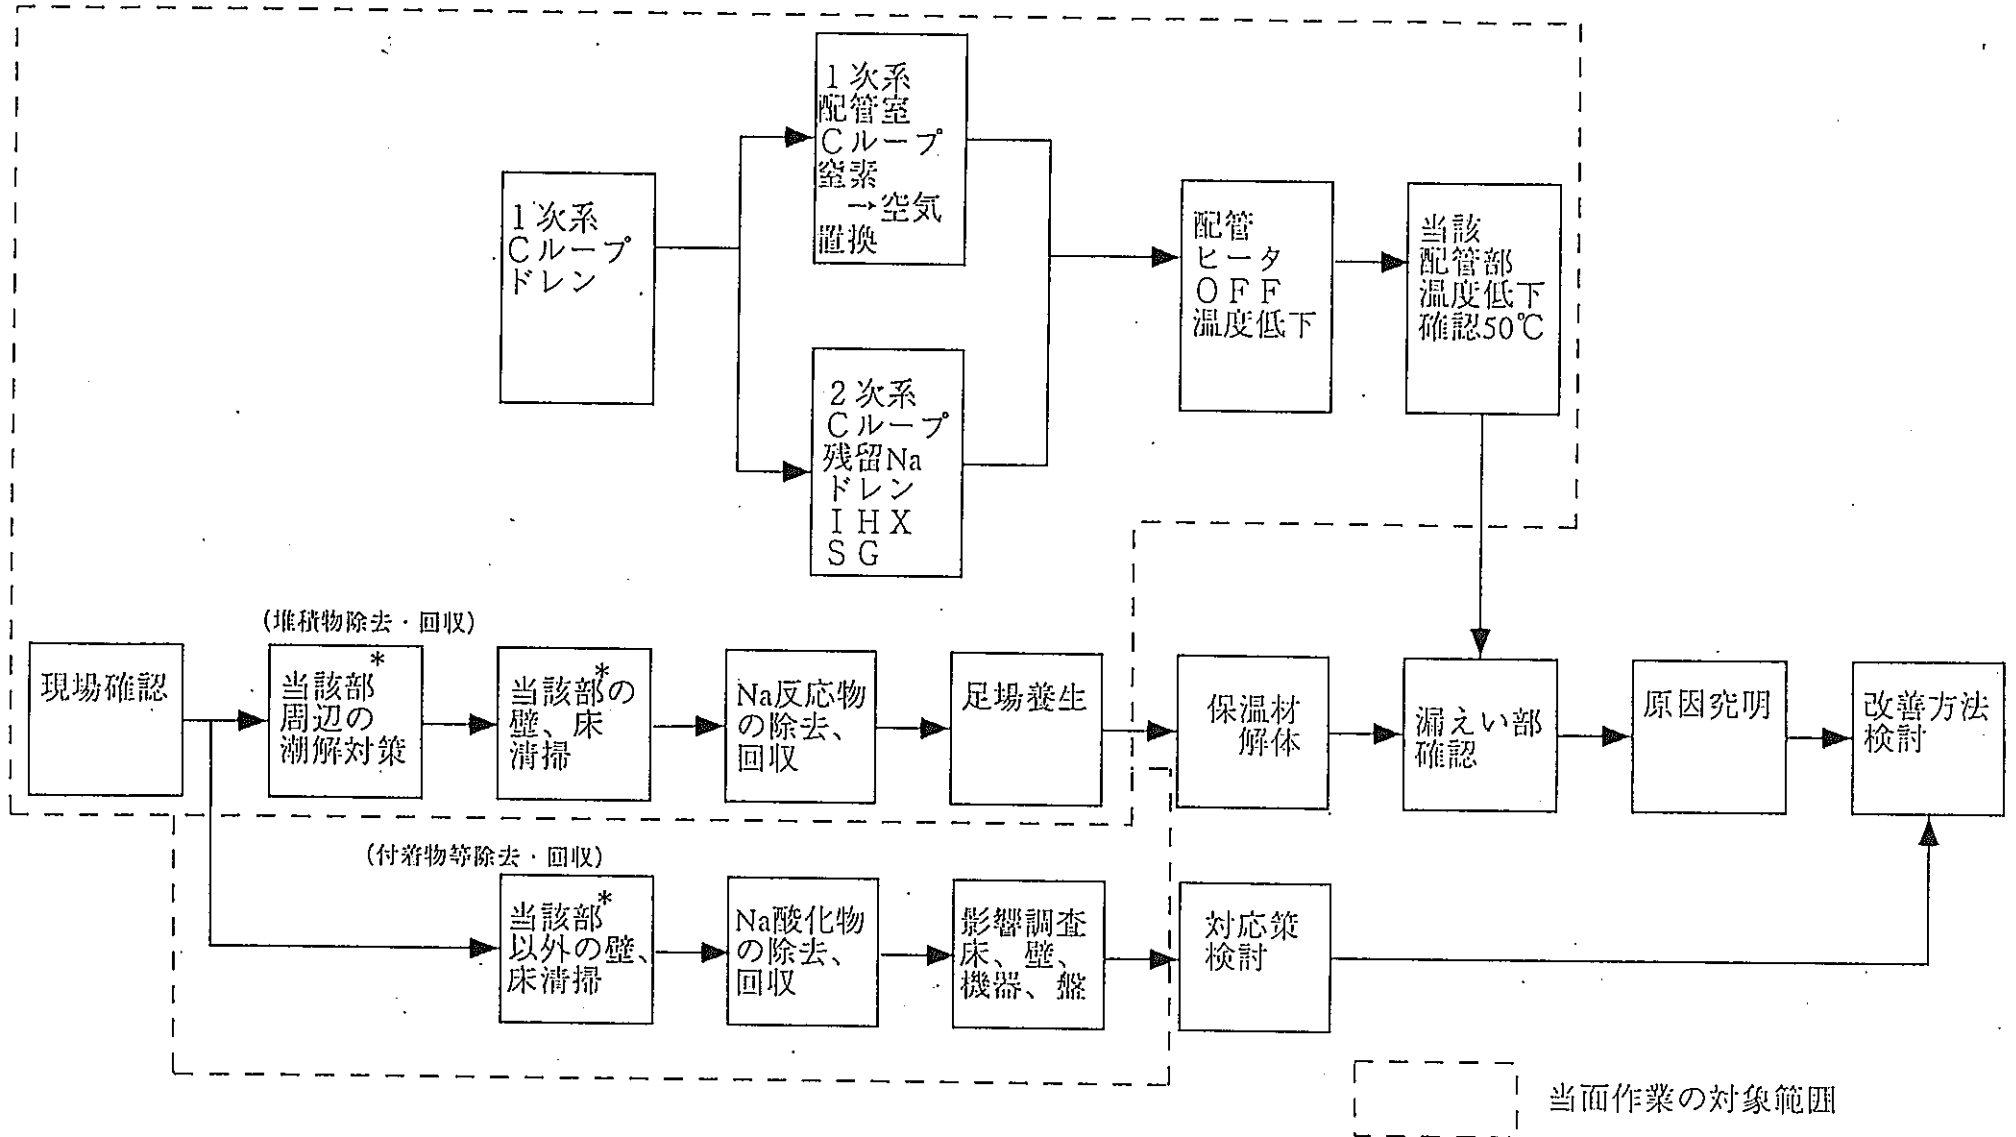 1次系
配管室
Cループ
窒素
→空気
置換
1次系
Cループ
ドレン
配管
ヒータ
OFF
温度低下
当該
配管部
温度低下
確認50℃
2次系
Cループ
残留Na
ドレン
IHX
SG
(堆積物除去・回収)
現場確認
当該部*
周辺の
潮解対策
当該部*の
壁、床
清掃
Na反応物
の除去、
回収
足場養生
保温材
解体
漏えい部
確認
原因究明
改善方法
検討
(付着物等除去・回収)
当該部*
以外の壁、
床清掃
Na酸化物
の除去、
回収
影響調査
床、壁、
機器、盤
対応策
検討
当面作業の対象範囲